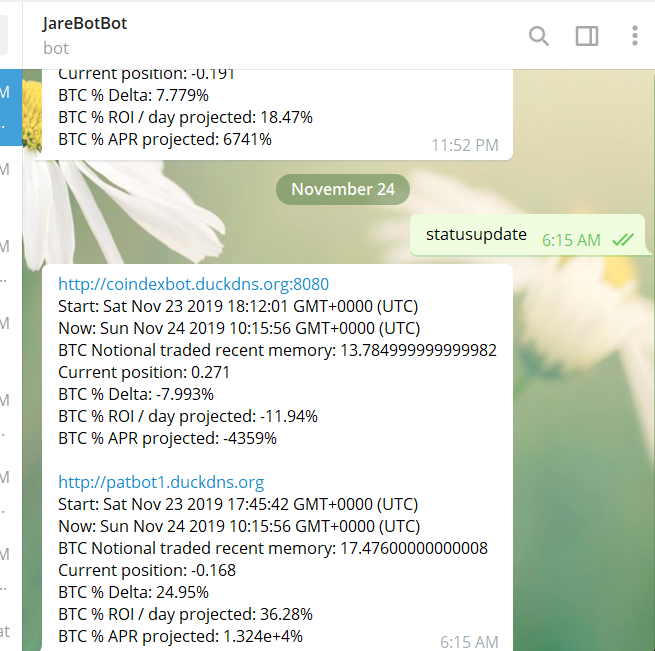 JareBotBot
bot
Current position: -0.191
BTC % Delta: 7.779%
BTC % ROI / day projected: 18.47%
BTC % APR projected: 6741%
11:52 PM
November 24
statusupdate
6:15 AM
http://coindexbot.duckdns.org:8080
Start: Sat Nov 23 2019 18:12:01 GMT+0000 (UTC)
Now: Sun Nov 24 2019 10:15:56 GMT+0000 (UTC)
BTC Notional traded recent memory: 13.784999999999982
Current position: 0.271
BTC % Delta: -7.993%
BTC % ROI / day projected: -11.94%
BTC % APR projected: -4359%
http://patbot1.duckdns.org
Start: Sat Nov 23 2019 17:45:42 GMT+0000 (UTC)
Now: Sun Nov 24 2019 10:15:56 GMT+0000 (UTC)
BTC Notional traded recent memory: 17.47600000000008
Current position: -0.168
BTC % Delta: 24.95%
BTC % ROI / day projected: 36.28%
BTC % APR projected: 1.324e+4%
6:15 AM